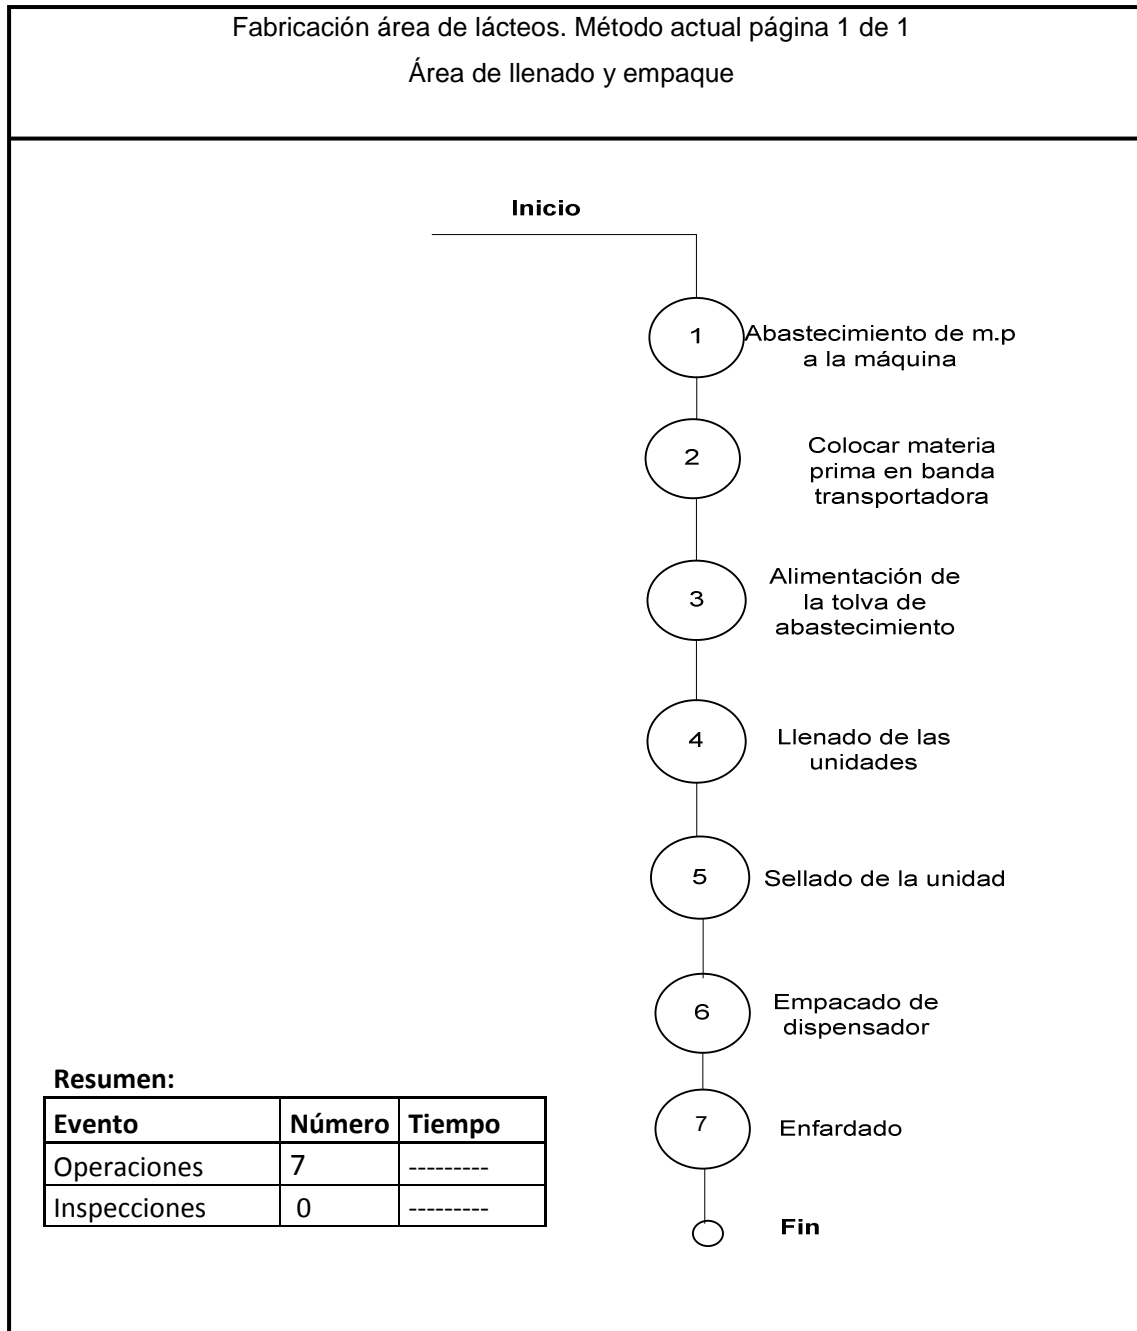 Fabricación área de lácteos. Método actual página 1 de 1
Área de llenado y empaque
Inicio
1
Abastecimiento de m.p
a la máquina
2
Colocar materia
prima en banda
transportadora
3
Alimentación de
la tolva de
abastecimiento
4
Llenado de las
unidades
5
Sellado de la unidad
6
Empacado de
dispensador
7
Enfardado
Fin
Resumen:
Evento Número Tiempo
Operaciones 7 ---------
Inspecciones 0 ---------